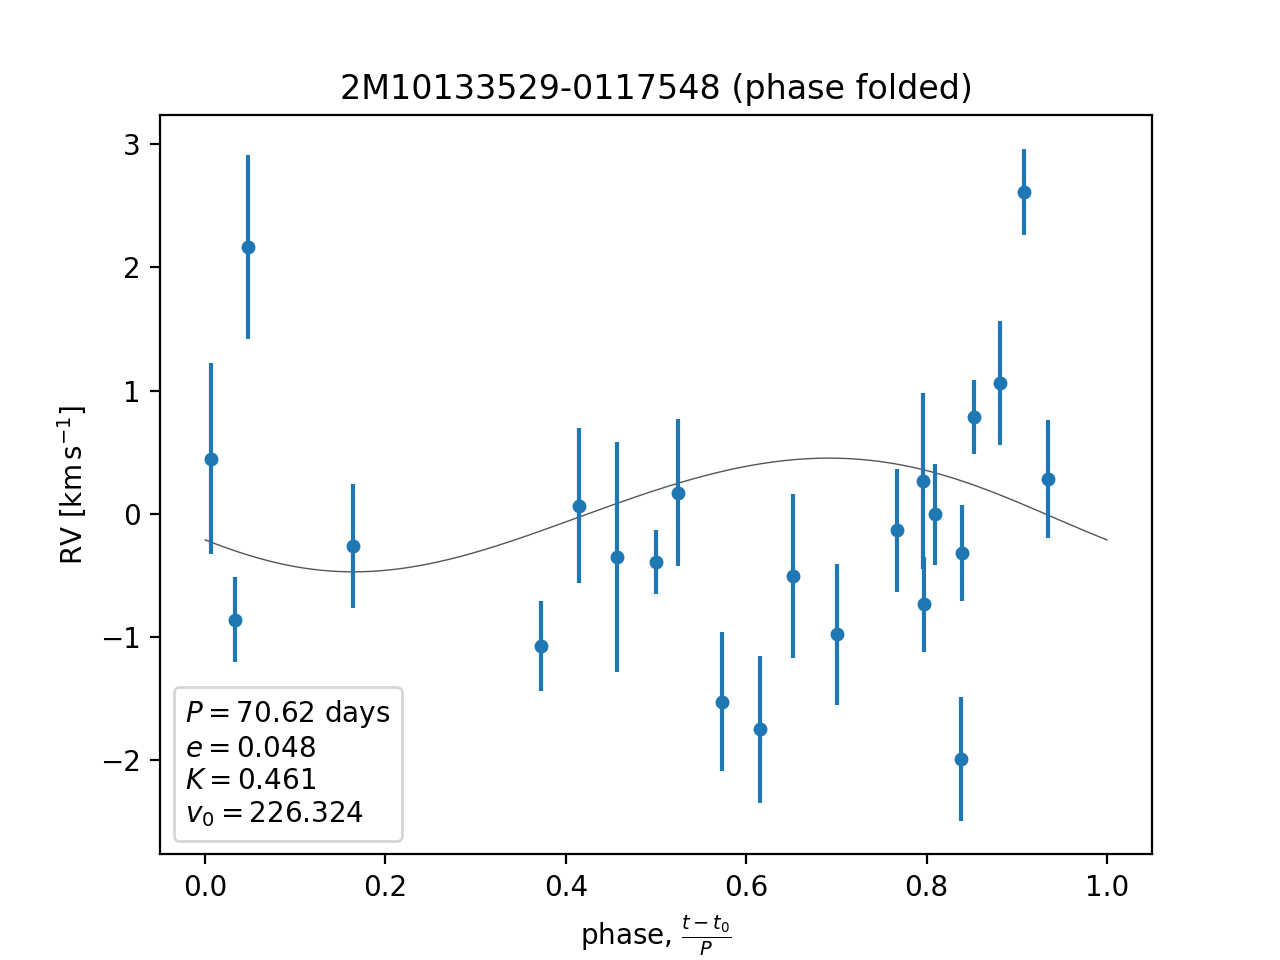 2M10133529-0117548 (phase folded)
3
2
1
0
−1
−2
RV [km s⁻¹]
P = 70.62 days
e = 0.048
K = 0.461
v₀ = 226.324
0.0 0.2 0.4 0.6 0.8 1.0
phase, (t − t₀)/P